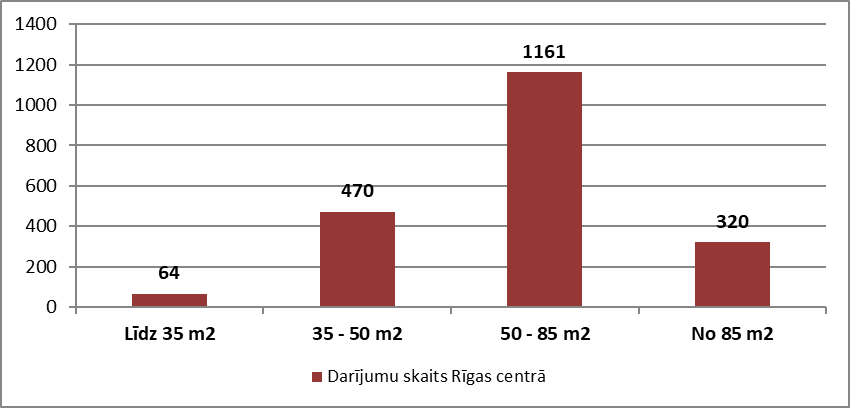 1400
1200
1000
800
600
400
200
0
64
470
1161
320
Līdz 35 m2
35 - 50 m2
50 - 85 m2
No 85 m2
Darījumu skaits Rīgas centrā